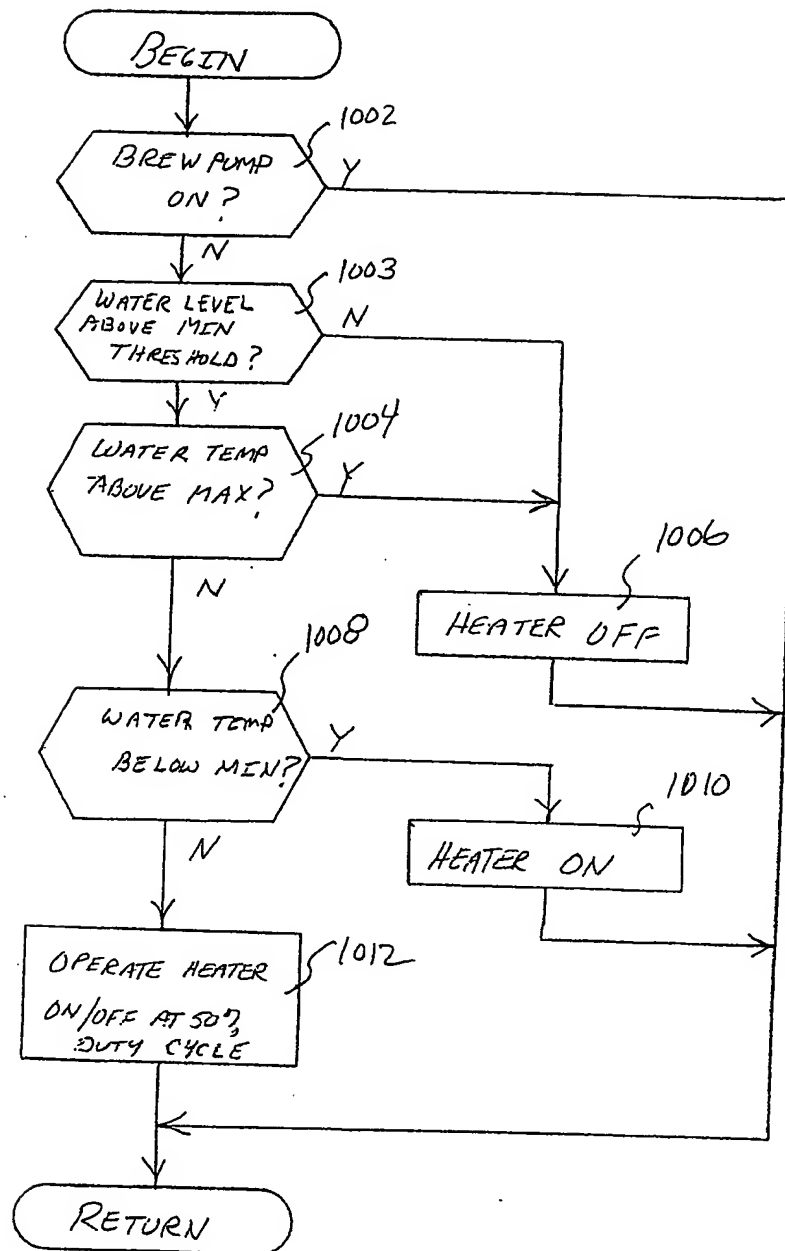 BEGIN
1002
BREW PUMP
ON?
Y
N
1003
WATER LEVEL
ABOVE MIN
THRESHOLD?
N
Y
1004
WATER TEMP
ABOVE MAX?
Y
N
1006
HEATER OFF
1008
WATER TEMP
BELOW MIN?
Y
N
1010
HEATER ON
OPERATE HEATER
ON/OFF AT 50%
DUTY CYCLE
1012
RETURN